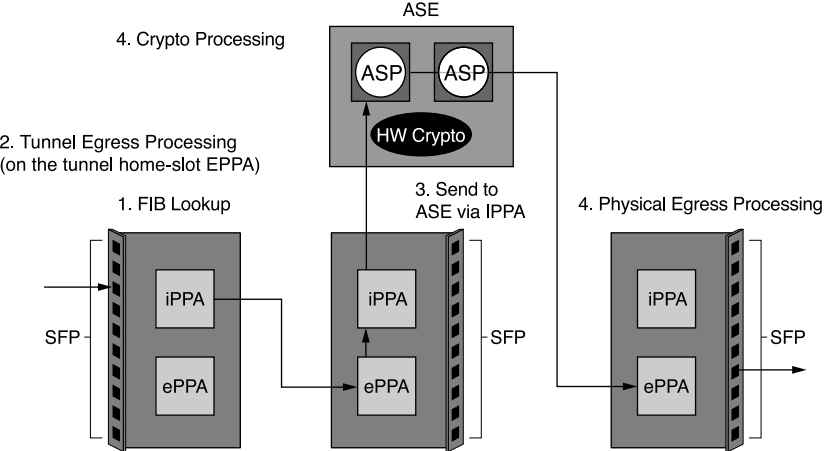 ASE
4. Crypto Processing
ASP
ASP
HW Crypto
2. Tunnel Egress Processing
(on the tunnel home-slot EPPA)
1. FIB Lookup
3. Send to
ASE via IPPA
4. Physical Egress Processing
iPPA
iPPA
iPPA
SFP
SFP
SFP
ePPA
ePPA
ePPA